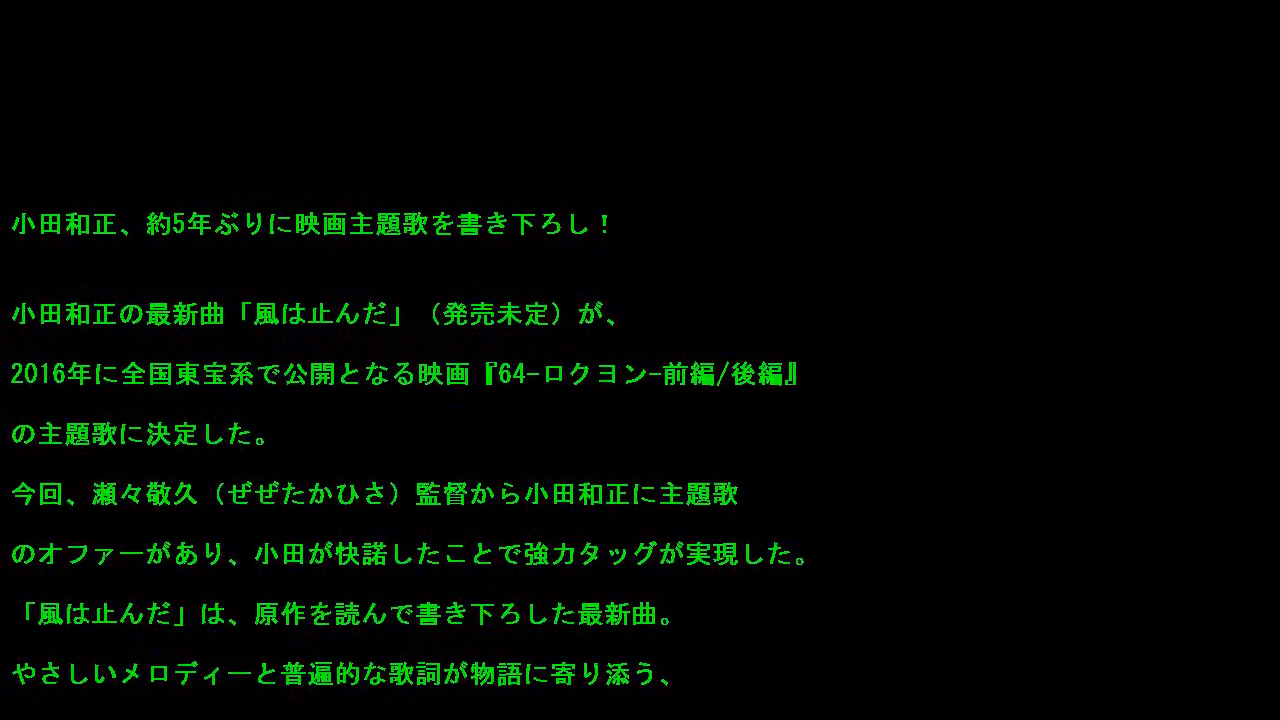 小田和正、約5年ぶりに映画主題歌を書き下ろし！
小田和正の最新曲「風は止んだ」（発売未定）が、
2016年に全国東宝系で公開となる映画『64-ロクヨン-前編/後編』
の主題歌に決定した。
今回、瀬々敬久（ぜぜたかひさ）監督から小田和正に主題歌
のオファーがあり、小田が快諾したことで強力タッグが実現した。
「風は止んだ」は、原作を読んで書き下ろした最新曲。
やさしいメロディーと普遍的な歌詞が物語に寄り添う、